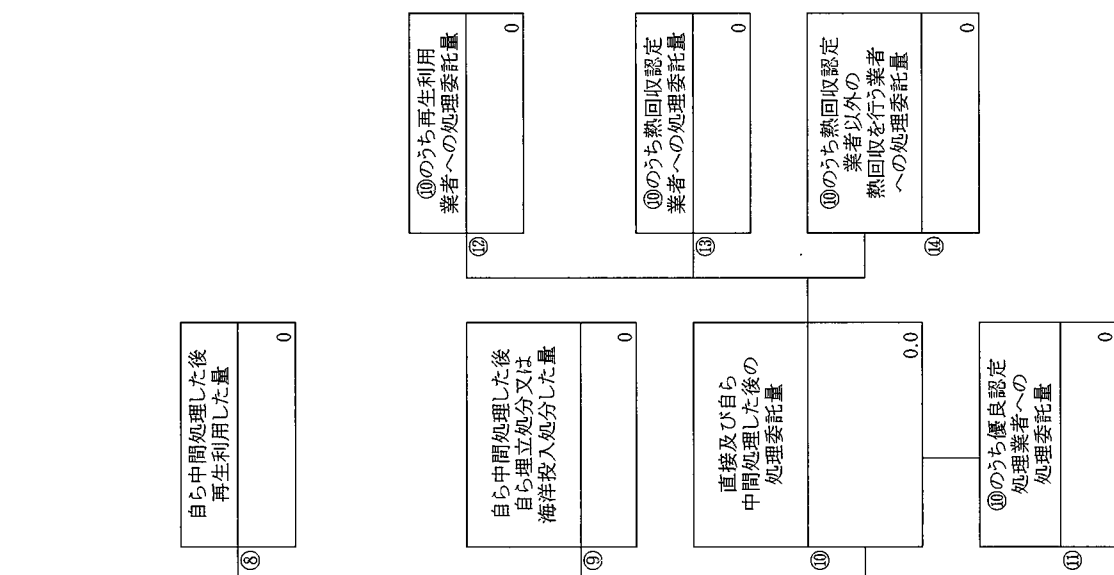 ⑧
自ら中間処理した後
再生利用した量
0
⑨
自ら中間処理した後
自ら埋立処分又は
海洋投入処分した量
0
⑩
直接及び自ら
中間処理した後の
処理委託量
0.0
⑪
⑩のうち優良認定
処理業者への
処理委託量
0
⑫
⑩のうち再生利用
業者への処理委託量
0
⑬
⑩のうち熱回収認定
業者への処理委託量
0
⑭
⑩のうち熱回収認定
業者以外の
熱回収を行う業者
への処理委託量
0